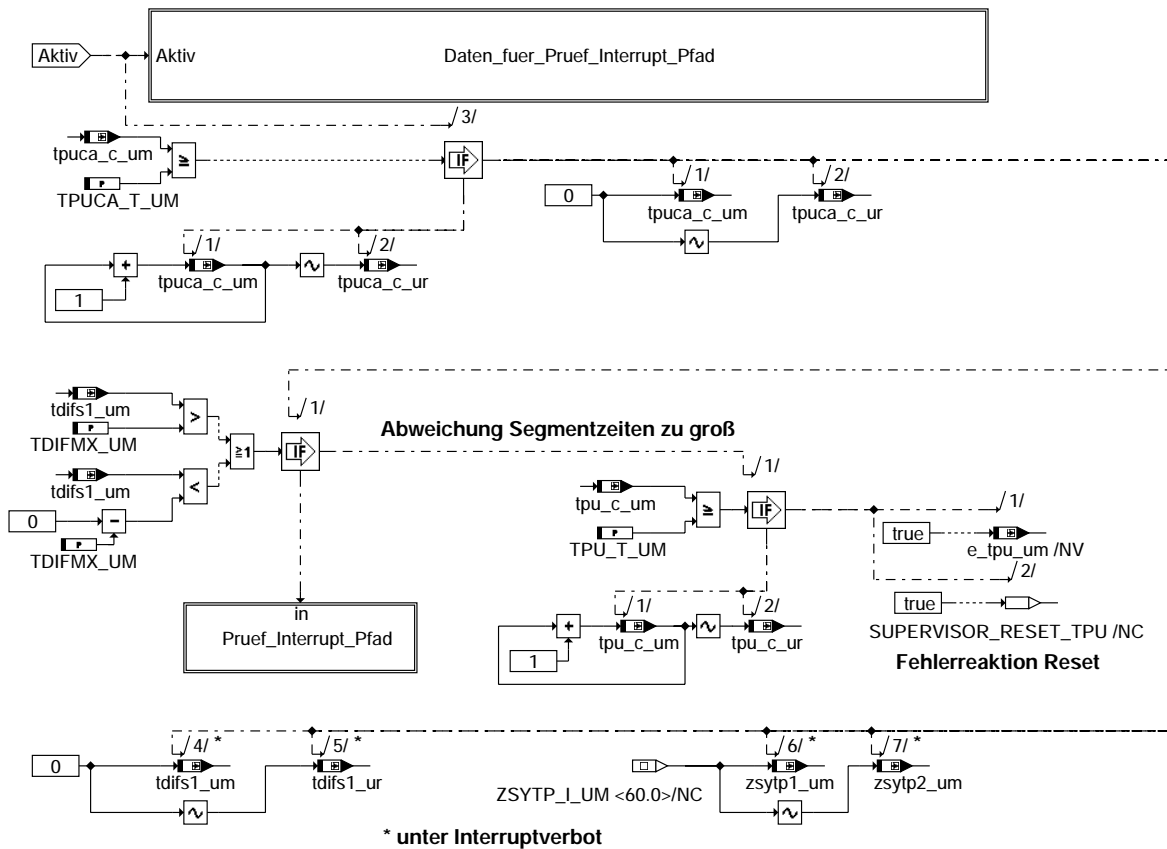 Aktiv
Aktiv
Daten_fuer_Pruef_Interrupt_Pfad
/3/
tpuca_c_um
≥
P
TPUCA_T_UM
IF
/1/
/2/
0
tpuca_c_um
tpuca_c_ur
/1/
/2/
+
tpuca_c_um
tpuca_c_ur
1
tdifs1_um
>
P
TDIFMX_UM
/1/
≧1
IF
Abweichung Segmentzeiten zu groß
/1/
tdifs1_um
<
0
−
P
TDIFMX_UM
tpu_c_um
≥
P
TPU_T_UM
IF
/1/
true
e_tpu_um /NV
/2/
true
SUPERVISOR_RESET_TPU /NC
Fehlerreaktion Reset
in
Pruef_Interrupt_Pfad
/1/
/2/
+
tpu_c_um
tpu_c_ur
1
/4/ *
/5/ *
/6/ *
/7/ *
0
tdifs1_um
tdifs1_ur
ZSYTP_I_UM <60.0>/NC
zsytp1_um
zsytp2_um
* unter Interruptverbot